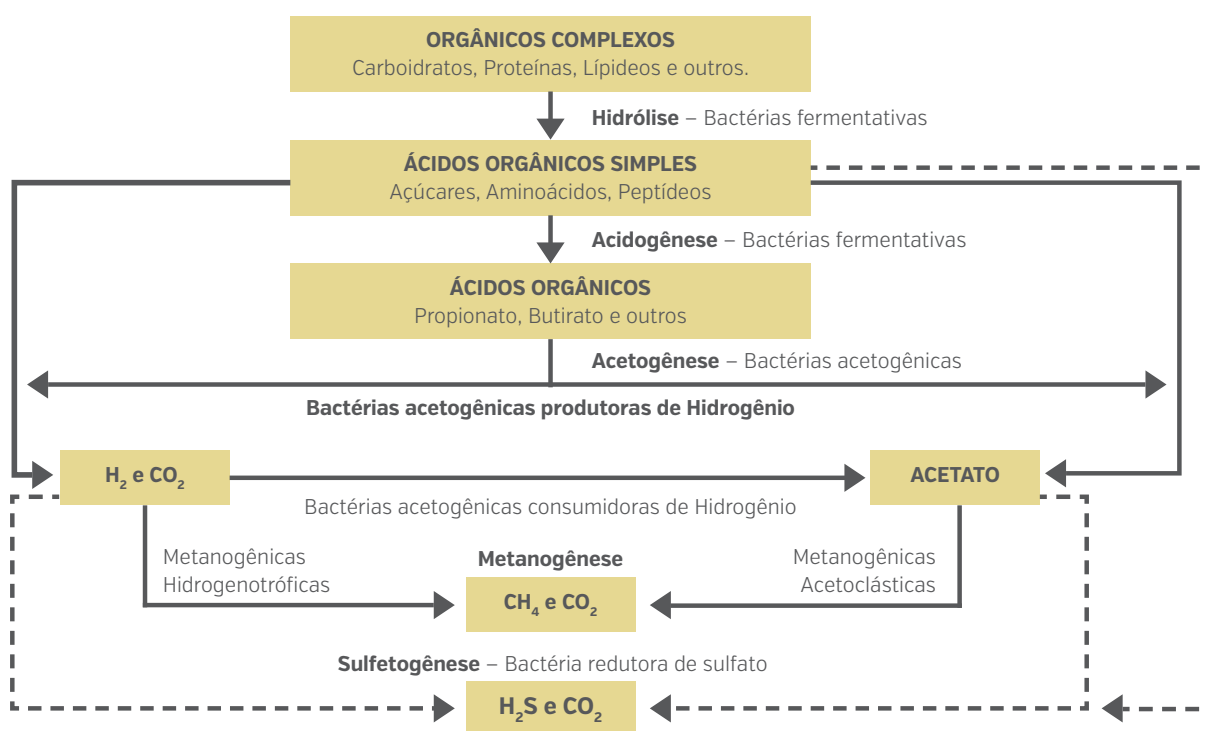 ORGÂNICOS COMPLEXOS
Carboidratos, Proteínas, Lípideos e outros.
Hidrólise – Bactérias fermentativas
ÁCIDOS ORGÂNICOS SIMPLES
Açúcares, Aminoácidos, Peptídeos
Acidogênese – Bactérias fermentativas
ÁCIDOS ORGÂNICOS
Propionato, Butirato e outros
Acetogênese – Bactérias acetogênicas
Bactérias acetogênicas produtoras de Hidrogênio
H₂ e CO₂
ACETATO
Bactérias acetogênicas consumidoras de Hidrogênio
Metanogênicas
Hidrogenotróficas
Metanogênese
Metanogênicas
Acetoclásticas
CH₄ e CO₂
Sulfetogênese – Bactéria redutora de sulfato
H₂S e CO₂